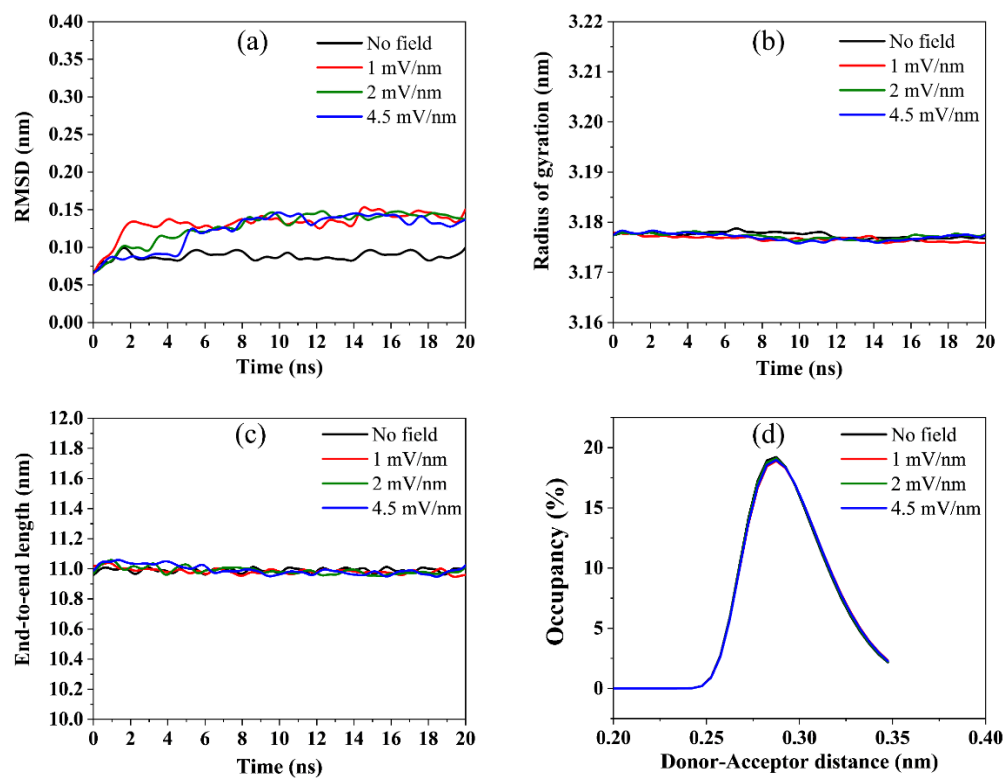 (a)
No field
1 mV/nm
2 mV/nm
4.5 mV/nm
RMSD (nm)
0.40
0.35
0.30
0.25
0.20
0.15
0.10
0.05
0.00
0 2 4 6 8 10 12 14 16 18 20
Time (ns)
(b)
No field
1 mV/nm
2 mV/nm
4.5 mV/nm
Radius of gyration (nm)
3.22
3.21
3.20
3.19
3.18
3.17
3.16
0 2 4 6 8 10 12 14 16 18 20
Time (ns)
(c)
No field
1 mV/nm
2 mV/nm
4.5 mV/nm
End-to-end length (nm)
12.0
11.8
11.6
11.4
11.2
11.0
10.8
10.6
10.4
10.2
10.0
0 2 4 6 8 10 12 14 16 18 20
Time (ns)
(d)
No field
1 mV/nm
2 mV/nm
4.5 mV/nm
Occupancy (%)
20
15
10
5
0
0.20 0.25 0.30 0.35 0.40
Donor-Acceptor distance (nm)